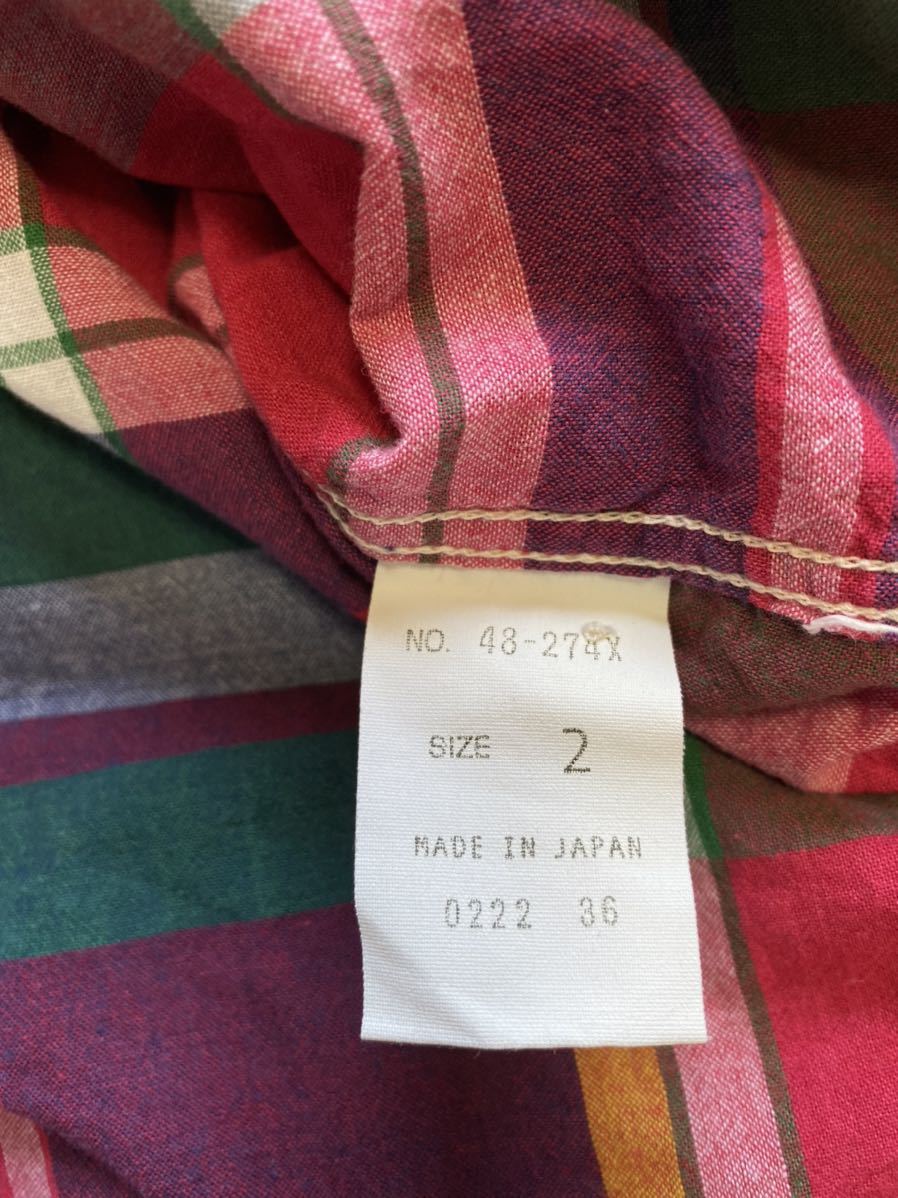 NO. 48-274X
SIZE 2
MADE IN JAPAN
0222 36